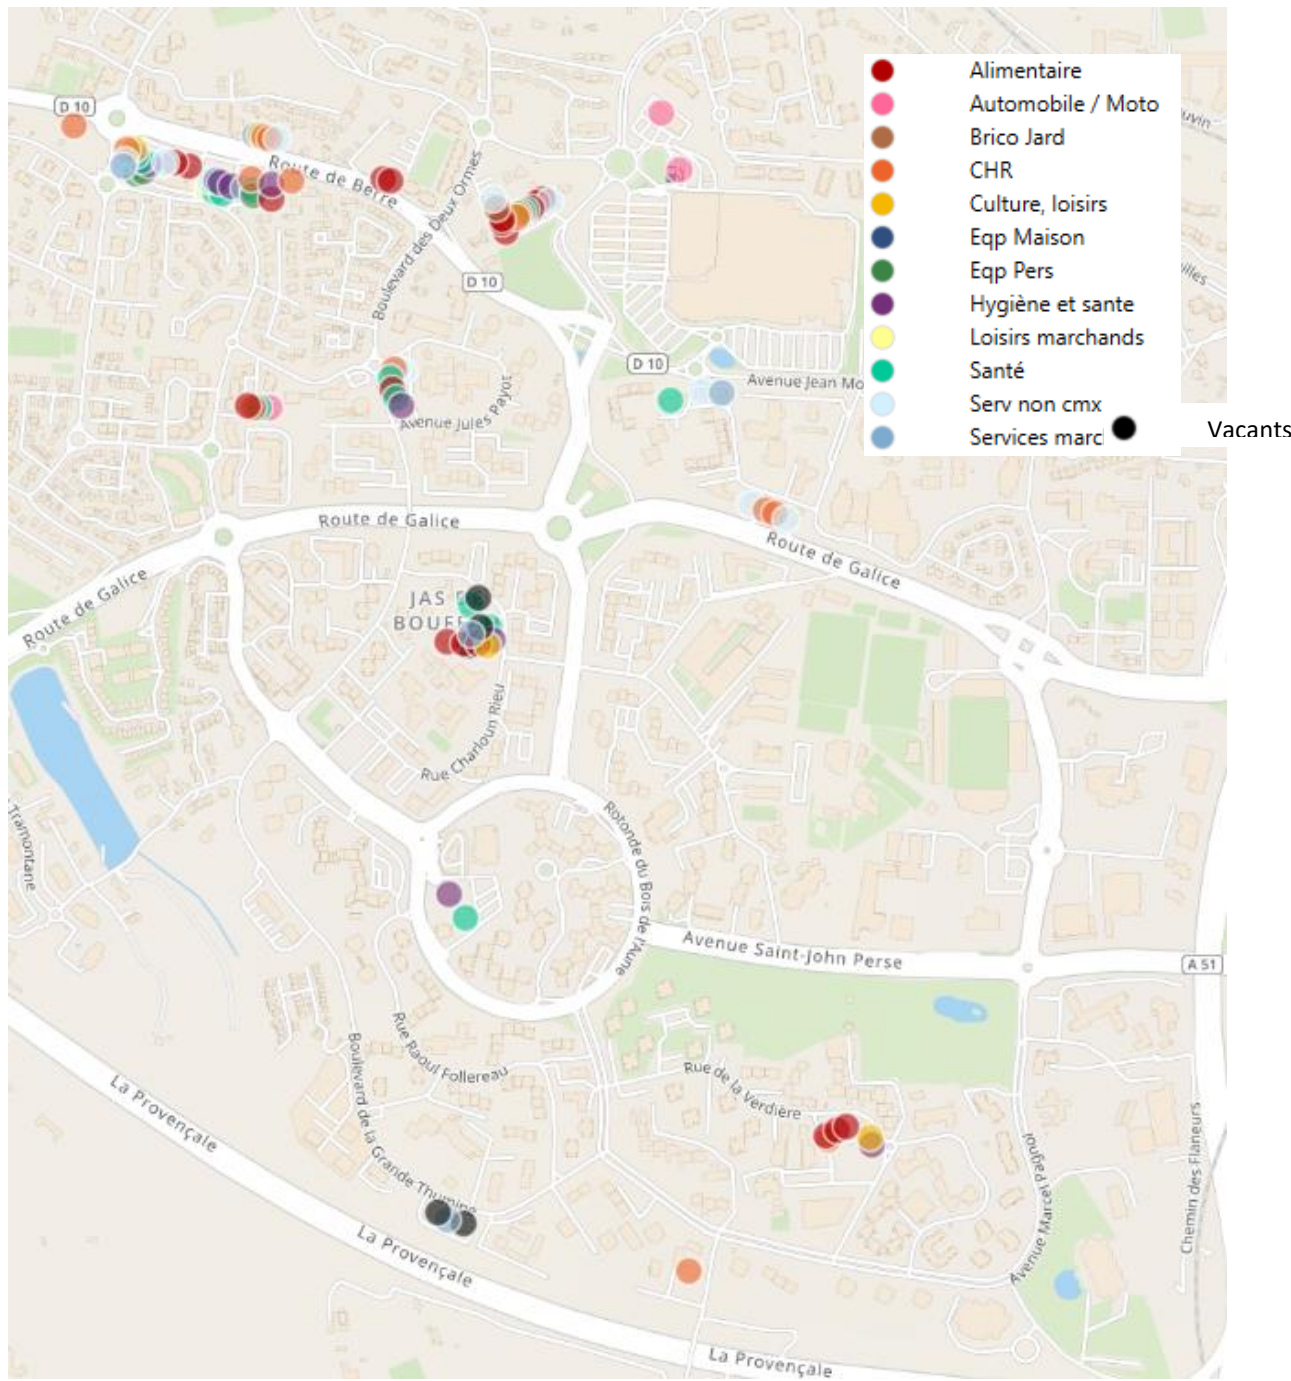 Alimentaire
Automobile / Moto
Brico Jard
CHR
Culture, loisirs
Eqp Maison
Eqp Pers
Hygiène et sante
Loisirs marchands
Santé
Serv non cmx
Services marc
Vacants
D 10
Route de Berre
Boulevard des Deux Ormes
D 10
D 10
Avenue Jean Mo
Avenue Jules Payot
Route de Galice
Route de Galice
Route de Galice
JAS
BOUF
Rue Charloun Rieu
Tramontane
Rotonde du Bois de l'Aune
Avenue Saint-John Perse
A 51
Rue Raoul Follereau
Boulevard de la Grande Thumine
Rue de la Verdière
La Provençale
La Provençale
La Provençale
Avenue Marcel Pagnol
Chemin des Flaneurs